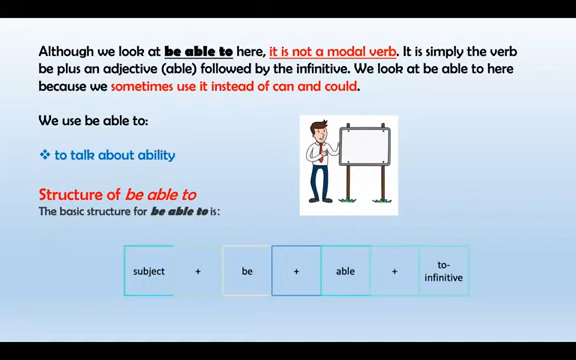 Although we look at be able to here, it is not a modal verb. It is simply the verb
be plus an adjective (able) followed by the infinitive. We look at be able to here
because we sometimes use it instead of can and could.
We use be able to:
❖ to talk about ability
Structure of be able to
The basic structure for be able to is:
subject + be + able + to-
infinitive